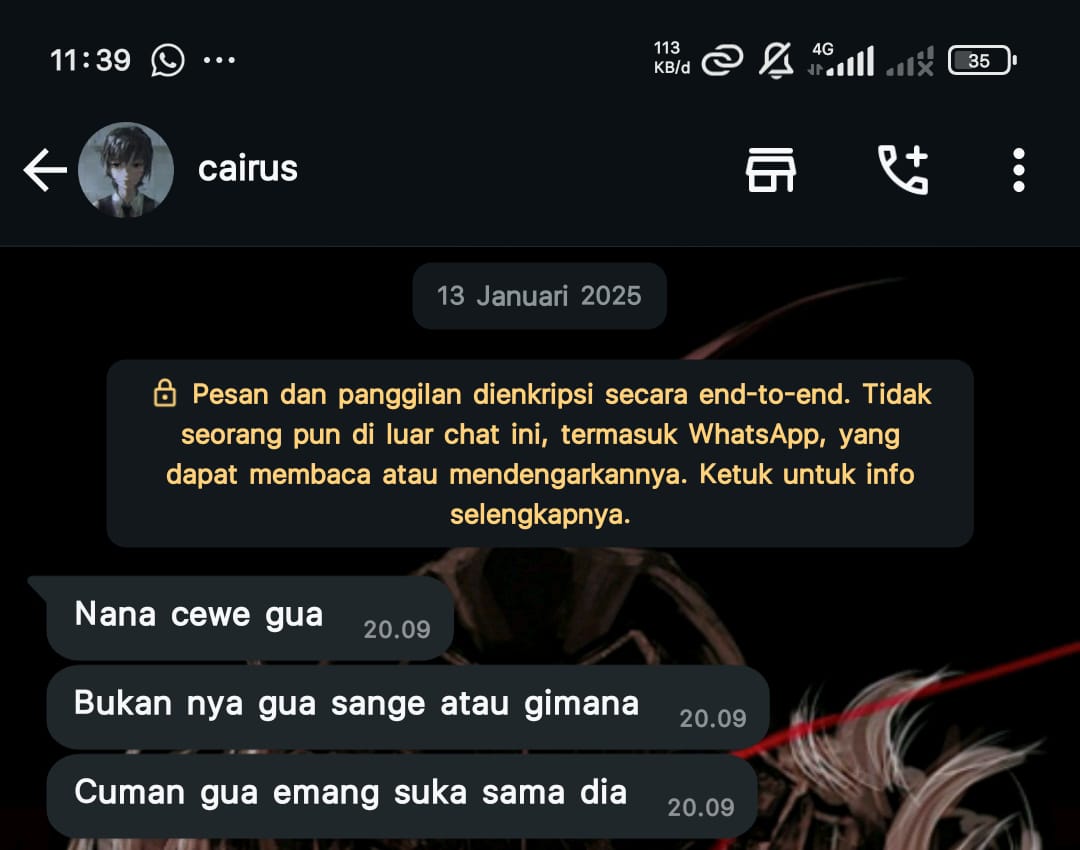 11:39
113
KB/d
4G
35
cairus
13 Januari 2025
Pesan dan panggilan dienkripsi secara end-to-end. Tidak
seorang pun di luar chat ini, termasuk WhatsApp, yang
dapat membaca atau mendengarkannya. Ketuk untuk info
selengkapnya.
Nana cewe gua 20.09
Bukan nya gua sange atau gimana 20.09
Cuman gua emang suka sama dia 20.09